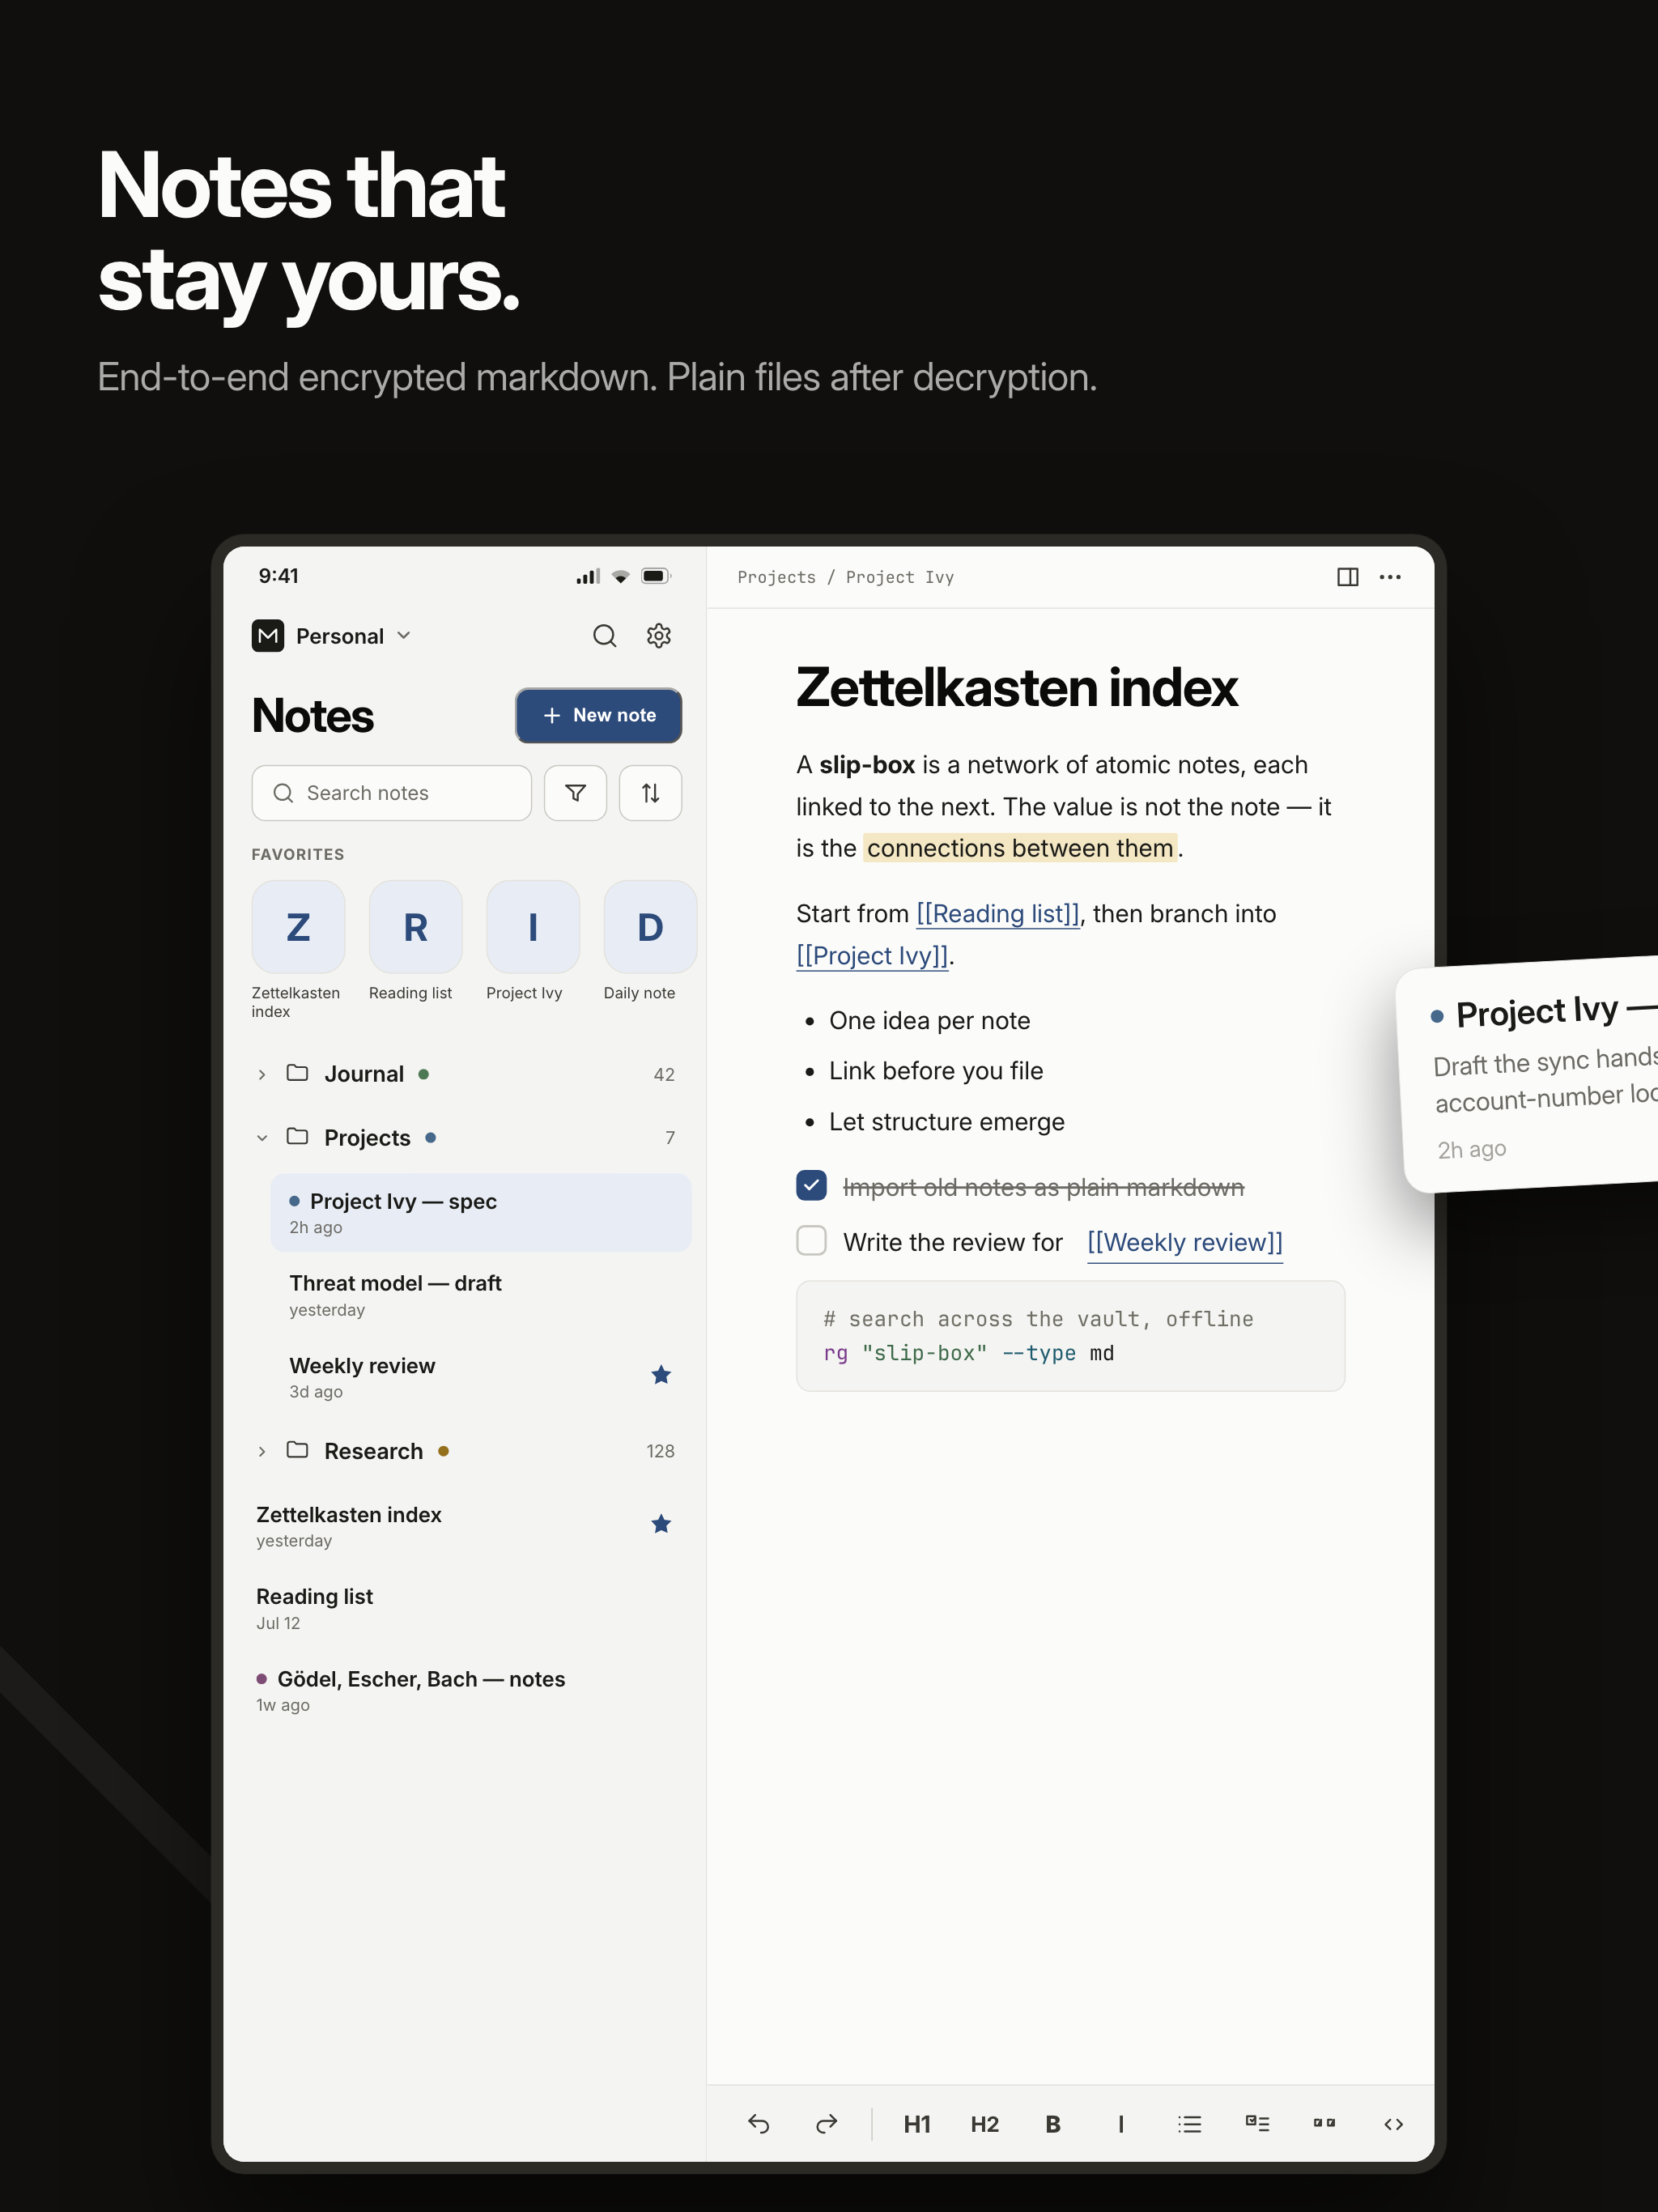 Notes that
stay yours.
End-to-end encrypted markdown. Plain files after decryption.
9:41
Personal
Notes
New note
Search notes
FAVORITES
Z
R
I
D
Zettelkasten
index
Reading list
Project Ivy
Daily note
Journal
42
Projects
7
Project Ivy — spec
2h ago
Threat model — draft
yesterday
Weekly review
3d ago
Research
128
Zettelkasten index
yesterday
Reading list
Jul 12
Gödel, Escher, Bach — notes
1w ago
Projects / Project Ivy
Zettelkasten index
A slip-box is a network of atomic notes, each
linked to the next. The value is not the note — it
is the connections between them.
Start from [[Reading list]], then branch into
[[Project Ivy]].
One idea per note
Link before you file
Let structure emerge
Import old notes as plain markdown
Write the review for [[Weekly review]]
# search across the vault, offline
rg "slip-box" --type md
H1 H2 B I
Project Ivy —
Draft the sync
account-number
2h ago